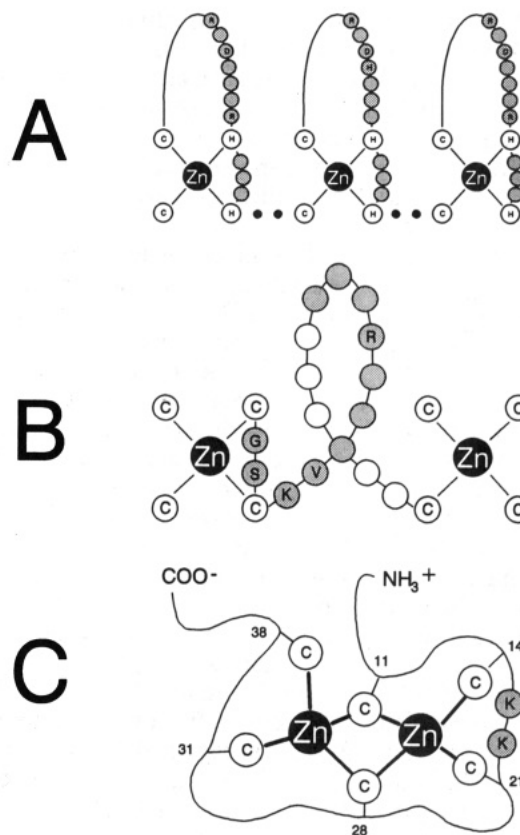 A
R R R
D D D
H
R R
C H C H C H
Zn Zn Zn
C H C H C H
B
R
C C C C
G
Zn Zn
S V
K
C C C C
C
COO⁻ NH₃⁺
38 11 14
C C C
K
Zn Zn
K
31 C C 21
C
28